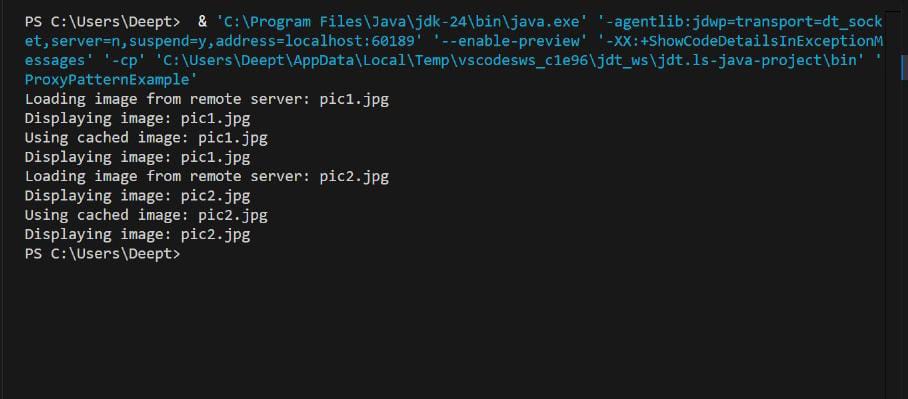 PS C:\Users\Deept>  & 'C:\Program Files\Java\jdk-24\bin\java.exe' '-agentlib:jdwp=transport=dt_sock
et,server=n,suspend=y,address=localhost:60189' '--enable-preview' '-XX:+ShowCodeDetailsInExceptionM
essages' '-cp' 'C:\Users\Deept\AppData\Local\Temp\vscodesws_c1e96\jdt_ws\jdt.ls-java-project\bin' '
ProxyPatternExample'
Loading image from remote server: pic1.jpg
Displaying image: pic1.jpg
Using cached image: pic1.jpg
Displaying image: pic1.jpg
Loading image from remote server: pic2.jpg
Displaying image: pic2.jpg
Using cached image: pic2.jpg
Displaying image: pic2.jpg
PS C:\Users\Deept>